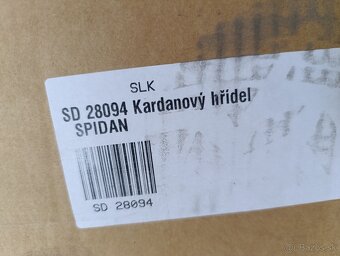 SLK
SD 28094 Kardanový hřídel
SPIDAN
SD 28094